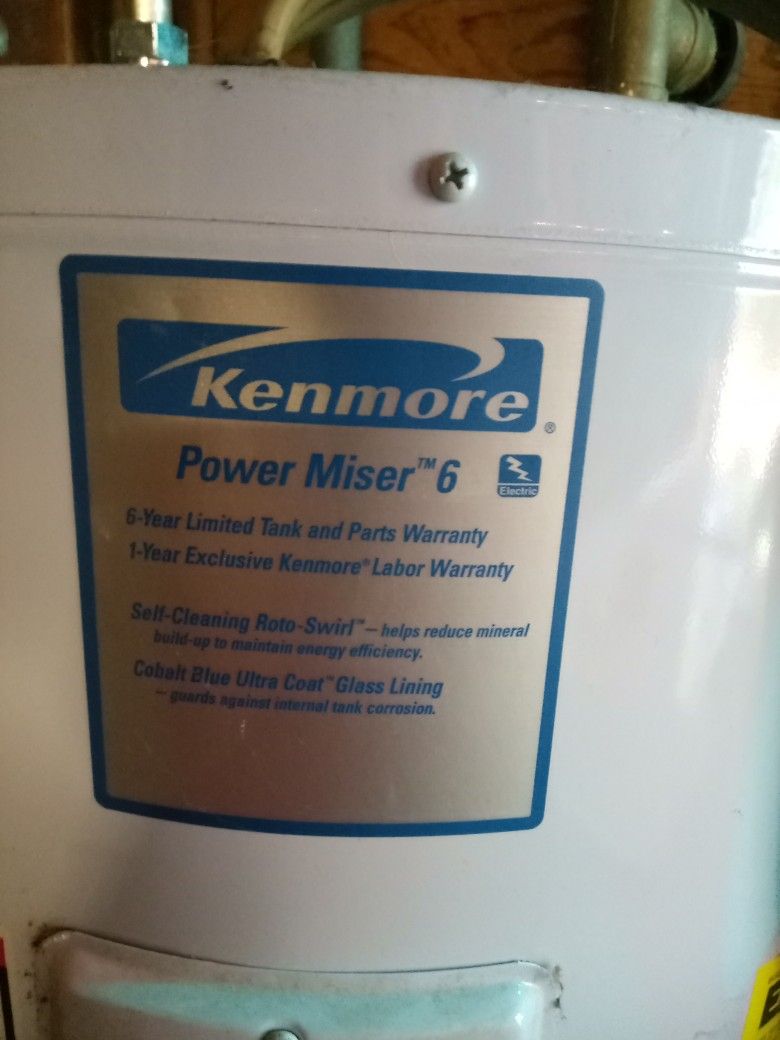 Kenmore®
Power Miser™ 6
Electric
6-Year Limited Tank and Parts Warranty
1-Year Exclusive Kenmore® Labor Warranty
Self-Cleaning Roto-Swirl™ – helps reduce mineral
build-up to maintain energy efficiency.
Cobalt Blue Ultra Coat™ Glass Lining
– guards against internal tank corrosion.